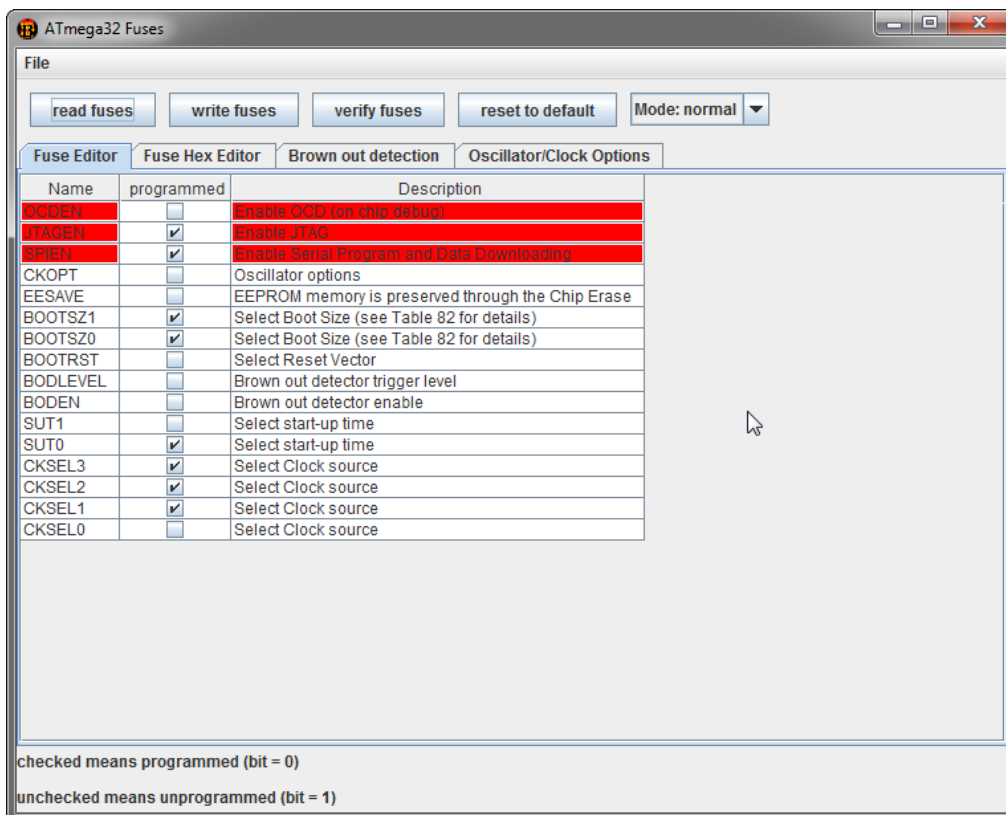 ATmega32 Fuses
File
read fuses write fuses verify fuses reset to default Mode: normal
Fuse Editor Fuse Hex Editor Brown out detection Oscillator/Clock Options
Name programmed Description
OCDEN Enable OCD (on chip debug)
JTAGEN Enable JTAG
SPIEN Enable Serial Program and Data Downloading
CKOPT Oscillator options
EESAVE EEPROM memory is preserved through the Chip Erase
BOOTSZ1 Select Boot Size (see Table 82 for details)
BOOTSZ0 Select Boot Size (see Table 82 for details)
BOOTRST Select Reset Vector
BODLEVEL Brown out detector trigger level
BODEN Brown out detector enable
SUT1 Select start-up time
SUT0 Select start-up time
CKSEL3 Select Clock source
CKSEL2 Select Clock source
CKSEL1 Select Clock source
CKSEL0 Select Clock source
checked means programmed (bit = 0)
unchecked means unprogrammed (bit = 1)